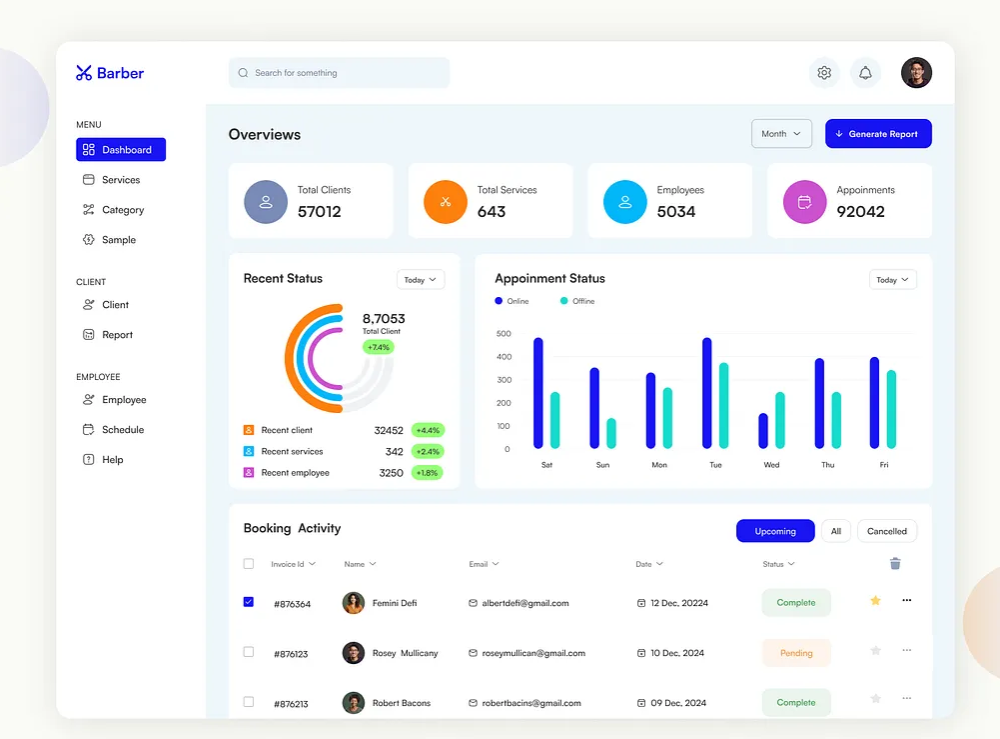 Barber
Search for something
MENU
Dashboard
Services
Category
Sample
CLIENT
Client
Report
EMPLOYEE
Employee
Schedule
Help
Overviews
Month
Generate Report
Total Clients
57012
Total Services
643
Employees
5034
Appoinments
92042
Recent Status
Today
8,7053
Total Client
+7.4%
Recent client 32452 +4.4%
Recent services 342 +2.4%
Recent employee 3250 +1.8%
Appoinment Status
Today
Online Offline
500
400
300
200
100
0
Sat Sun Mon Tue Wed Thu Fri
Booking Activity
Upcoming All Cancelled
Invoice Id Name Email Date Status
#876364 Femini Defi albertdefi@gmail.com 12 Dec, 20224 Complete
#876123 Rosey Mullicany roseymullican@gmail.com 10 Dec, 2024 Pending
#876213 Robert Bacons robertbacins@gmail.com 09 Dec, 2024 Complete